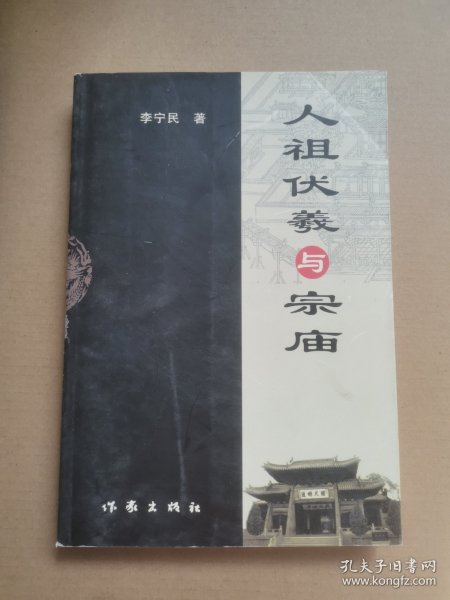 李宁民 著
人祖伏羲与宗庙
作家出版社
孔夫子旧书网
www.kongfz.com